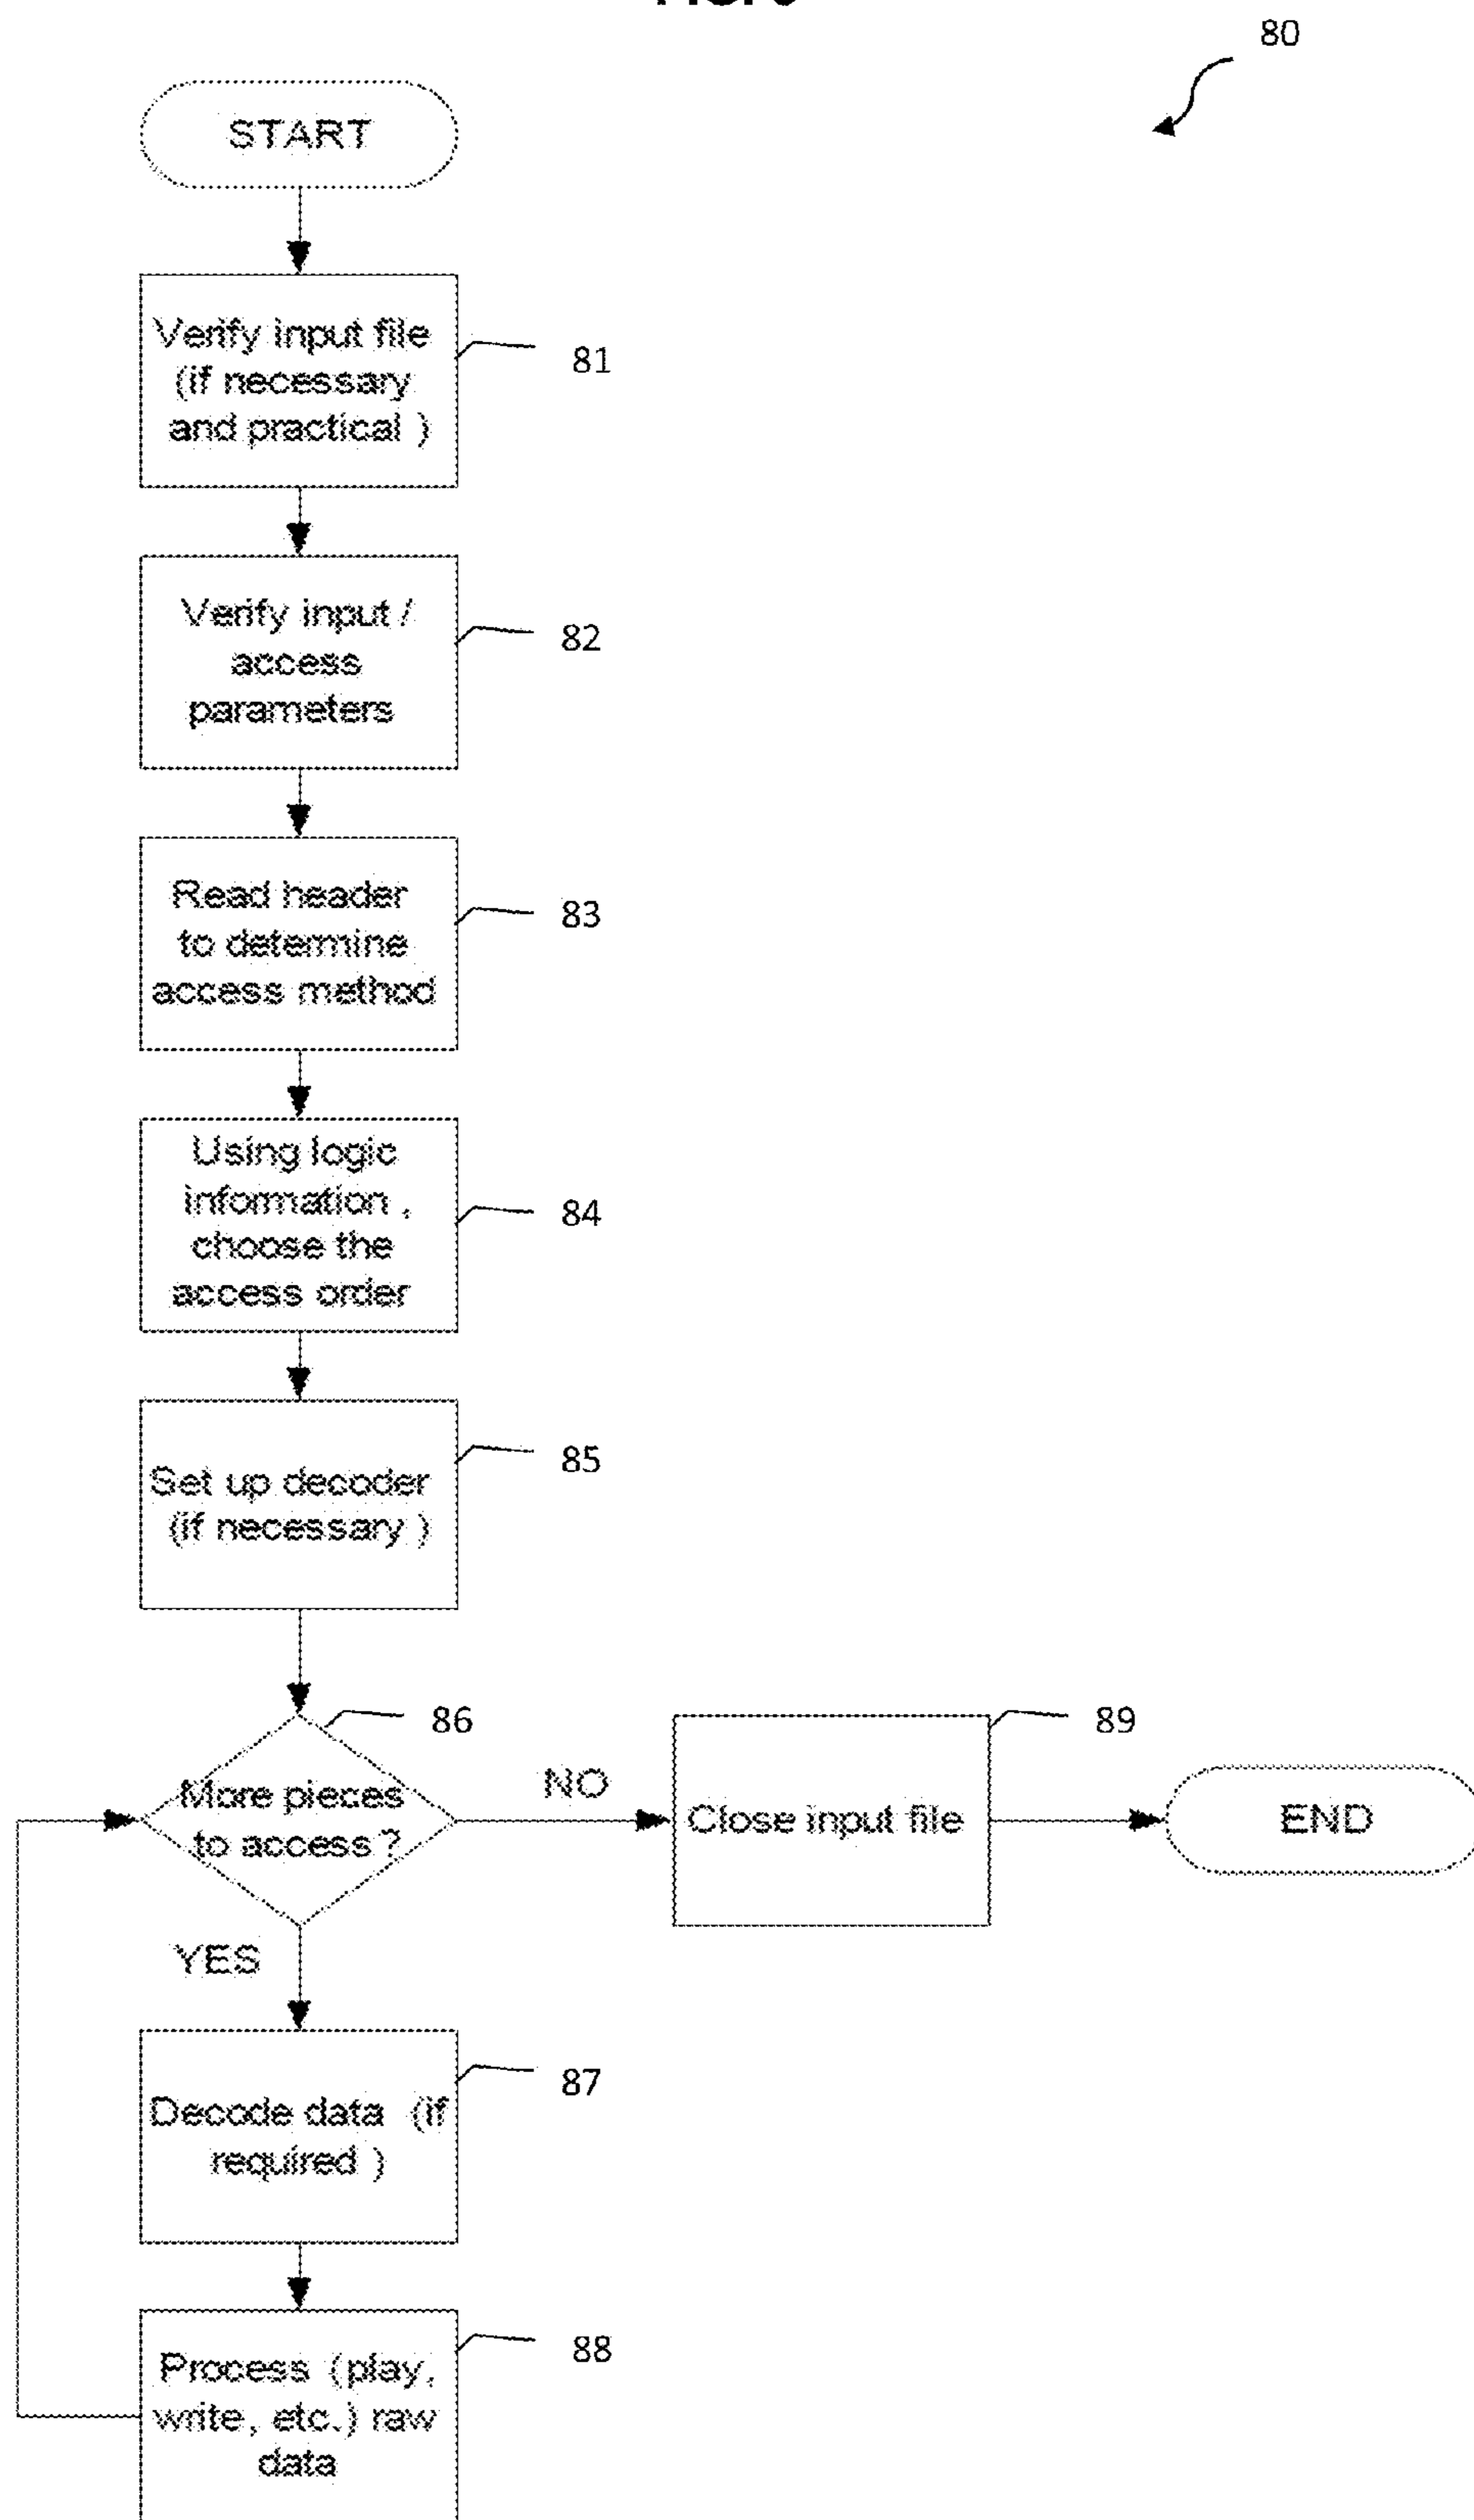 80
START
Verify input file
(if necessary
and practical )
81
Verify input /
access
parameters
82
Read header
to determine
access method
83
Using logic
information ,
choose the
access order
84
Set up decoder
(if necessary )
85
86
More pieces
to access ?
NO
89
Close input file
END
YES
Decode data (if
required )
87
Process (play,
write, etc.) raw
data
88